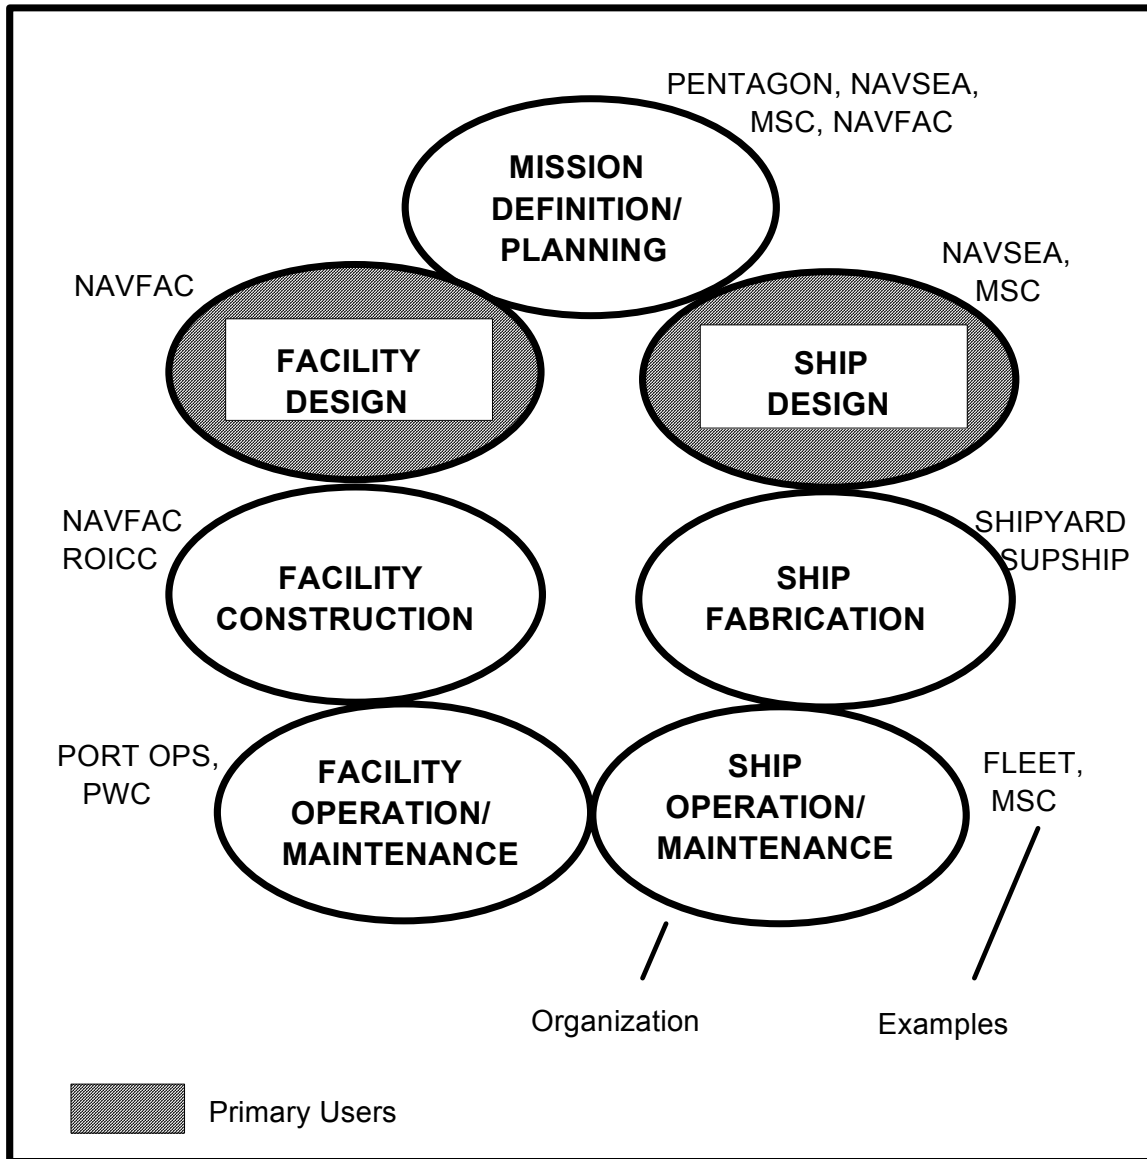 PENTAGON, NAVSEA,
MSC, NAVFAC
MISSION
DEFINITION/
PLANNING
NAVFAC
NAVSEA,
MSC
FACILITY
DESIGN
SHIP
DESIGN
NAVFAC
ROICC
SHIPYARD
SUPSHIP
FACILITY
CONSTRUCTION
SHIP
FABRICATION
PORT OPS,
PWC
FACILITY
OPERATION/
MAINTENANCE
SHIP
OPERATION/
MAINTENANCE
FLEET,
MSC
Organization
Examples
Primary Users